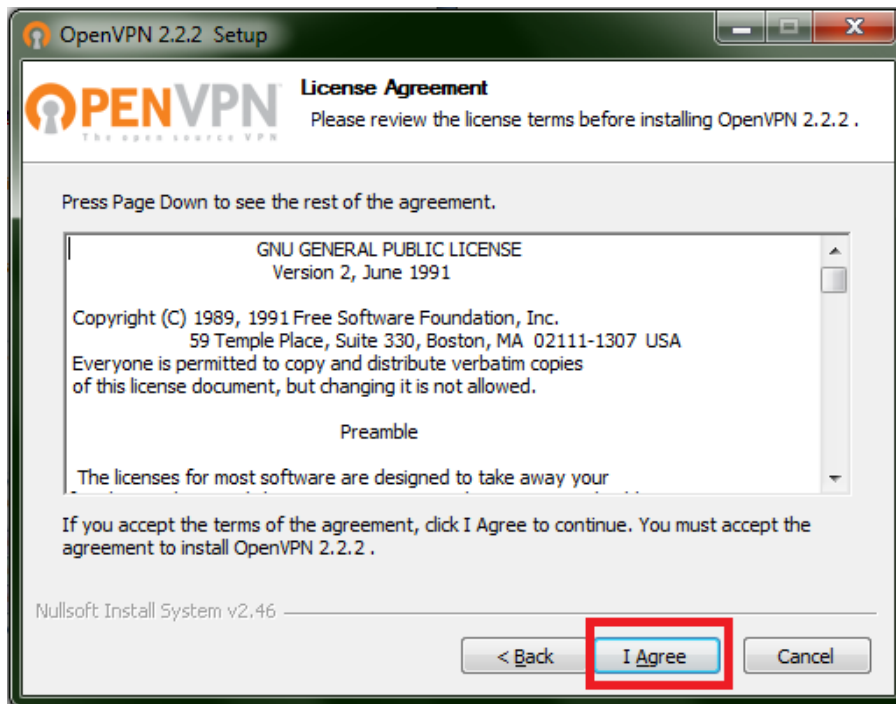 OpenVPN 2.2.2 Setup
OPENVPN
The open source VPN
License Agreement
Please review the license terms before installing OpenVPN 2.2.2 .
Press Page Down to see the rest of the agreement.
GNU GENERAL PUBLIC LICENSE
Version 2, June 1991
Copyright (C) 1989, 1991 Free Software Foundation, Inc.
59 Temple Place, Suite 330, Boston, MA 02111-1307 USA
Everyone is permitted to copy and distribute verbatim copies
of this license document, but changing it is not allowed.
Preamble
The licenses for most software are designed to take away your
If you accept the terms of the agreement, click I Agree to continue. You must accept the
agreement to install OpenVPN 2.2.2 .
Nullsoft Install System v2.46
< Back
I Agree
Cancel